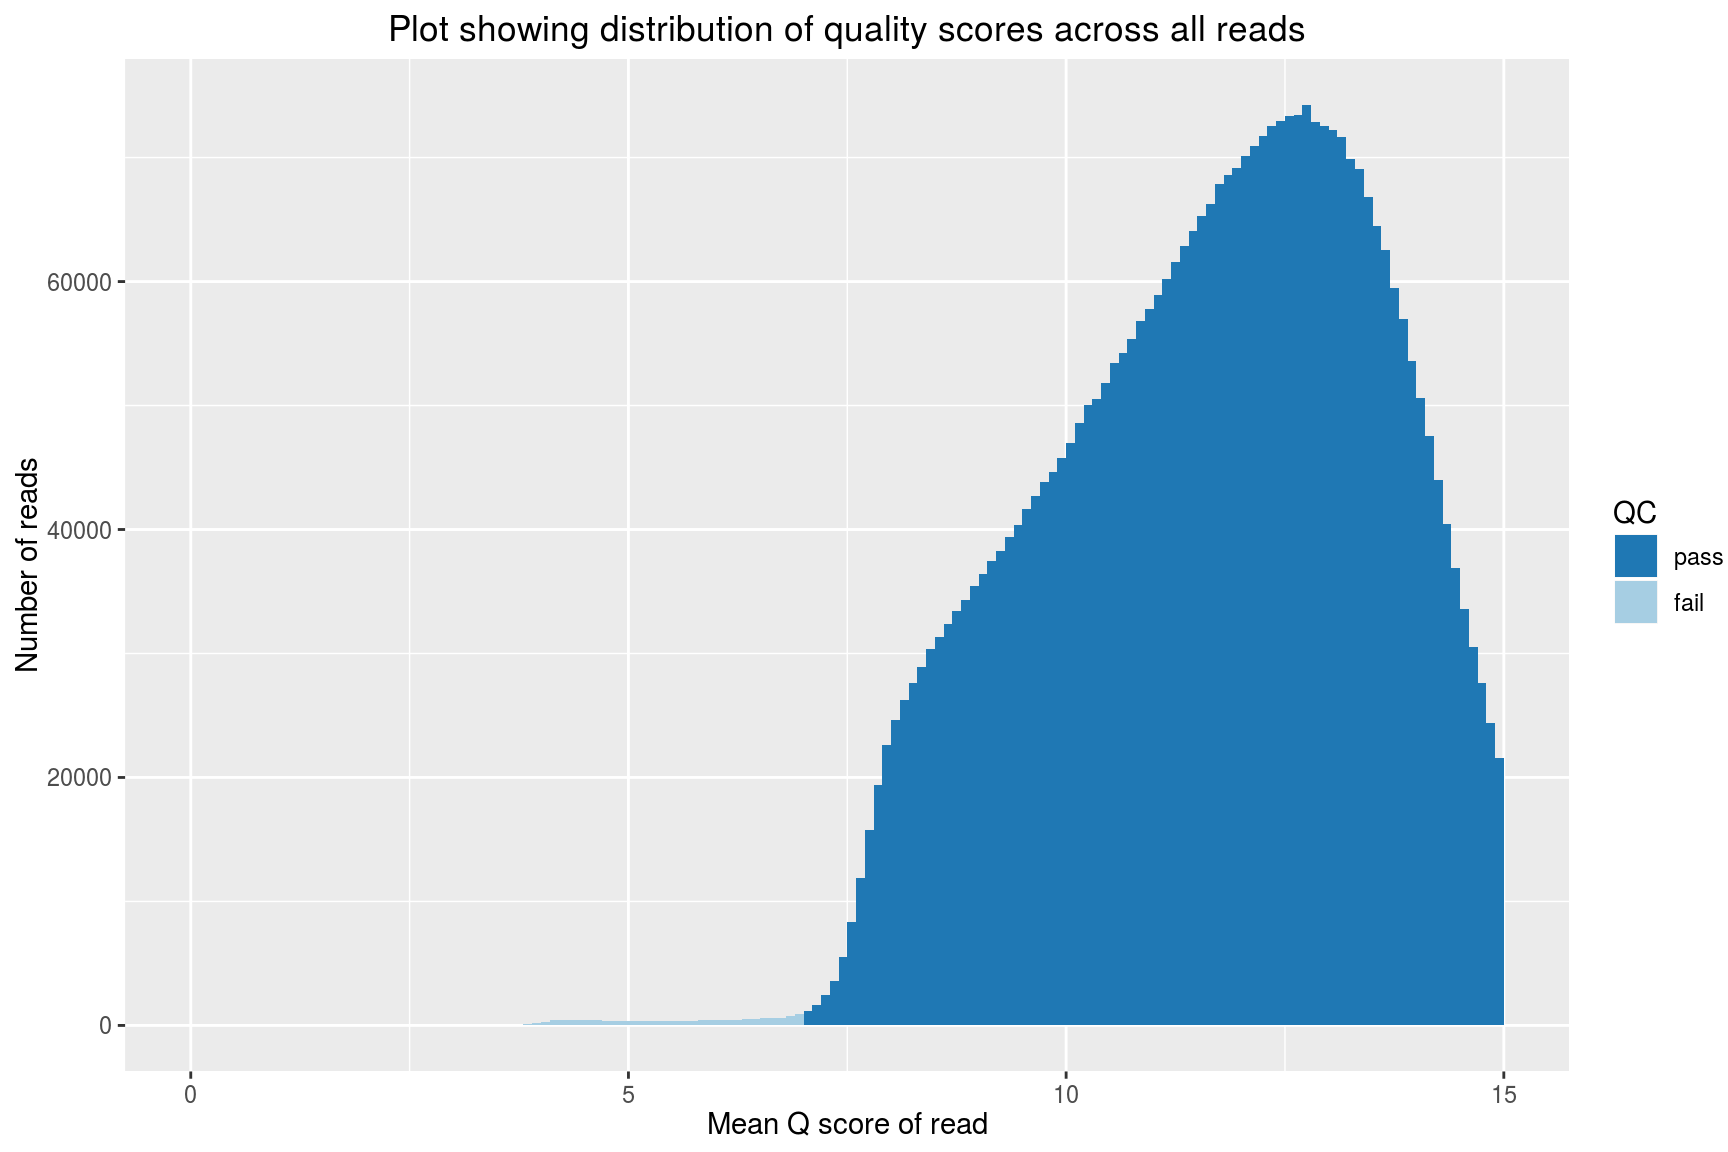 Plot showing distribution of quality scores across all reads
Number of reads
60000
40000
20000
0
0
5
10
15
Mean Q score of read
QC
pass
fail